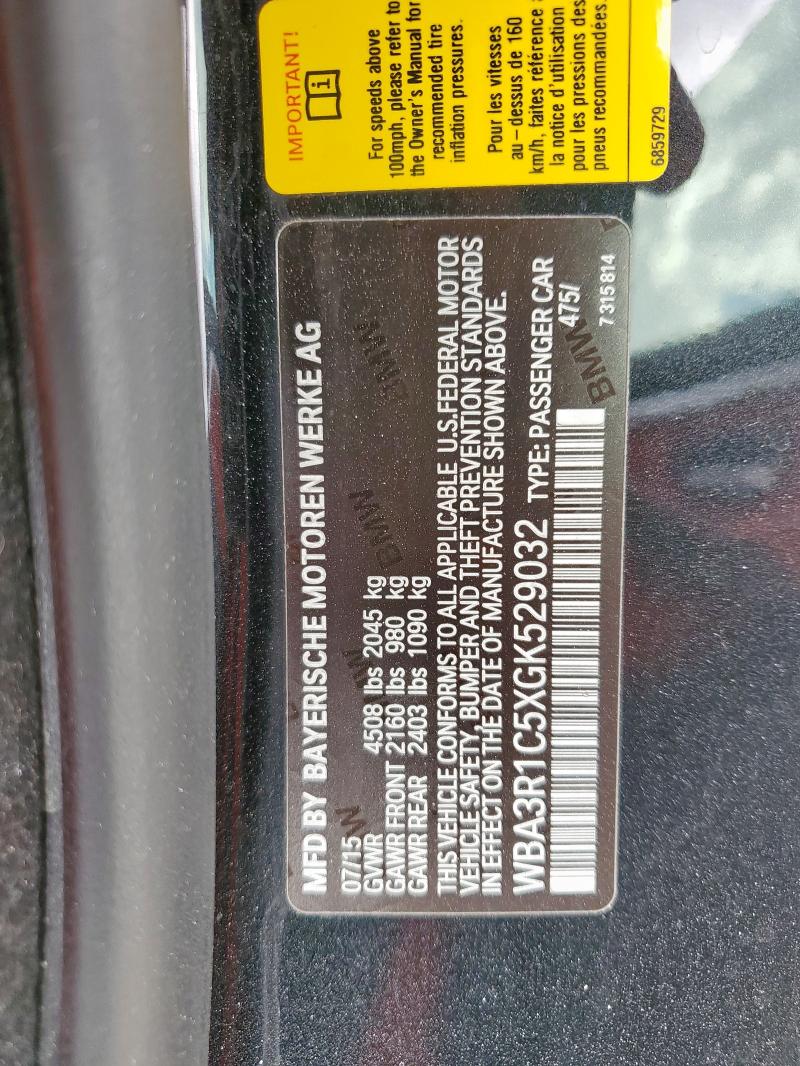 MFD BY BAYERISCHE MOTOREN WERKE AG
07/15
GVWR 4508 lbs 2045 kg
GAWR FRONT 2160 lbs 980 kg
GAWR REAR 2403 lbs 1090 kg
THIS VEHICLE CONFORMS TO ALL APPLICABLE U.S.FEDERAL MOTOR
VEHICLE SAFETY, BUMPER AND THEFT PREVENTION STANDARDS
IN EFFECT ON THE DATE OF MANUFACTURE SHOWN ABOVE.
WBA3R1C5XGK529032 TYPE: PASSENGER CAR
475/
7 315 814
BMW
BMW
BMW
IMPORTANT!
i
For speeds above
100mph, please refer to
the Owner's Manual for
recommended tire
inflation pressures.
Pour les vitesses
au-dessus de 160
km/h, faites référence
la notice d'utilisation
pour les pressions des
pneus recommandées.
6859729